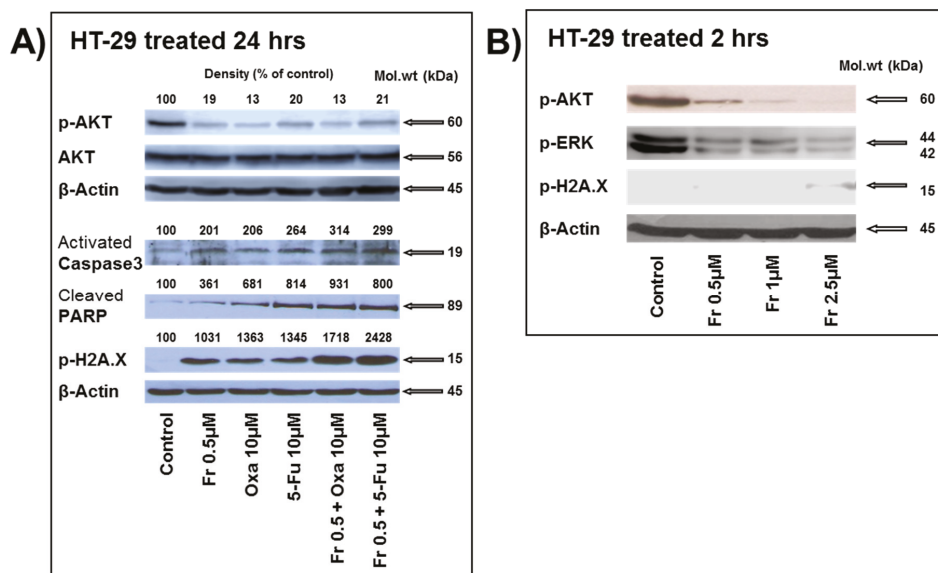 A)
HT-29 treated 24 hrs
Density (% of control)
Mol.wt (kDa)
100 19 13 20 13 21
p-AKT
60
AKT
56
β-Actin
45
100 201 206 264 314 299
Activated
Caspase3
19
100 361 681 814 931 800
Cleaved
PARP
89
100 1031 1363 1345 1718 2428
p-H2A.X
15
β-Actin
45
Control
Fr 0.5µM
Oxa 10µM
5-Fu 10µM
Fr 0.5 + Oxa 10µM
Fr 0.5 + 5-Fu 10µM
B)
HT-29 treated 2 hrs
Mol.wt (kDa)
p-AKT
60
p-ERK
44
42
p-H2A.X
15
β-Actin
45
Control
Fr 0.5µM
Fr 1µM
Fr 2.5µM